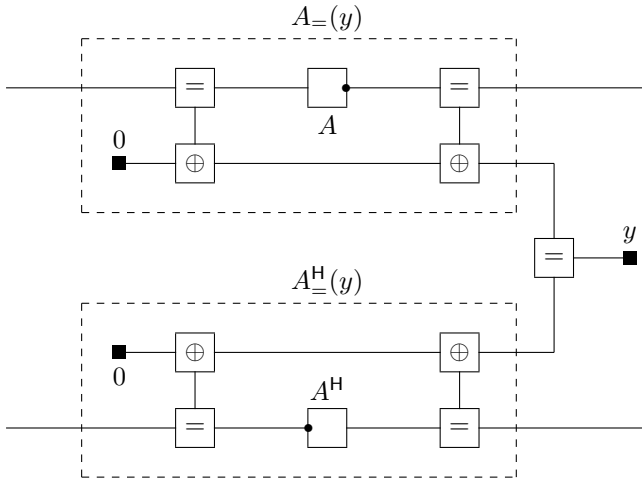 A₌(y)
= =
A
0
⊕ ⊕
y
=
Aᴴ₌(y)
⊕ ⊕
0
Aᴴ
= =